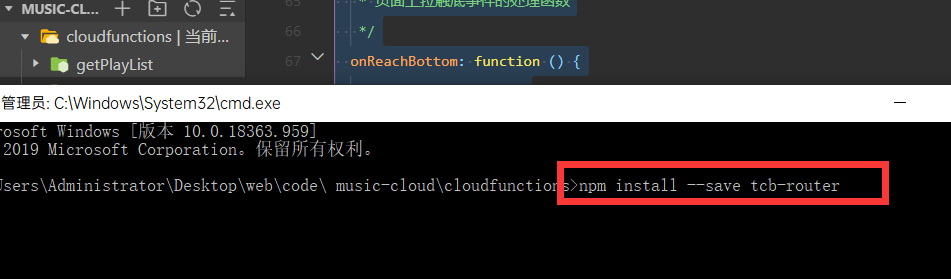 MUSIC-CL...
cloudfunctions | 当前...
getPlayList
65 * 页面上拉触底事件的处理函数
66 */
67 onReachBottom: function () {
管理员: C:\Windows\System32\cmd.exe
rosoft Windows [版本 10.0.18363.959]
2019 Microsoft Corporation。保留所有权利。
Users\Administrator\Desktop\web\code\ music-cloud\cloudfunctions>npm install --save tcb-router